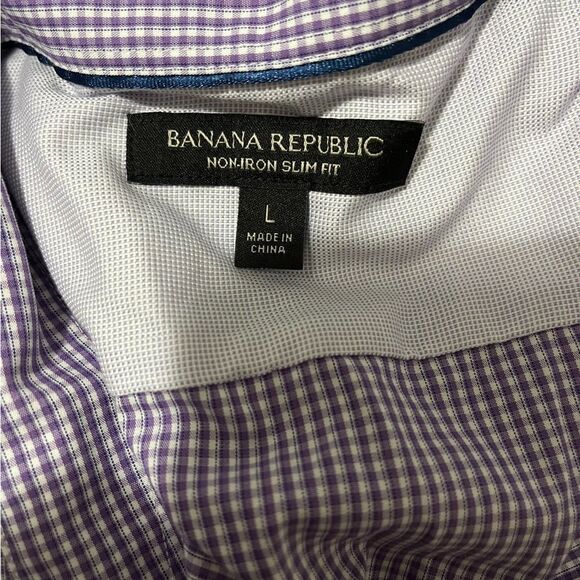 BANANA REPUBLIC
NON-IRON SLIM FIT
L
MADE IN
CHINA